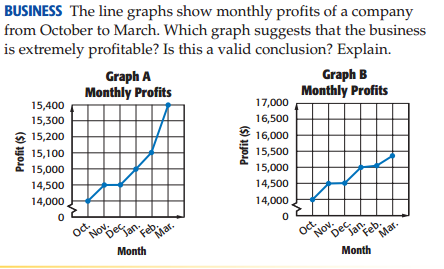 BUSINESS The line graphs show monthly profits of a company
from October to March. Which graph suggests that the business
is extremely profitable? Is this a valid conclusion? Explain.
Graph A
Monthly Profits
Profit ($)
15,400
15,300
15,200
15,100
15,000
14,500
14,000
0
Oct. Nov. Dec. Jan. Feb. Mar.
Month
Graph B
Monthly Profits
Profit ($)
17,000
16,500
16,000
15,500
15,000
14,500
14,000
0
Oct. Nov. Dec. Jan. Feb. Mar.
Month